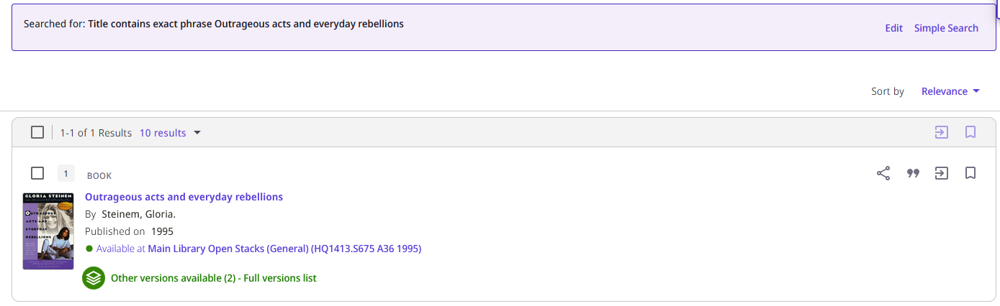 Searched for: Title contains exact phrase Outrageous acts and everyday rebellions
Edit Simple Search
Sort by Relevance
1-1 of 1 Results 10 results
1 BOOK
GLORIA STEINEM
OUTRAGEOUS
ACTS AND
EVERYDAY
REBELLIONS
Outrageous acts and everyday rebellions
By Steinem, Gloria.
Published on 1995
Available at Main Library Open Stacks (General) (HQ1413.S675 A36 1995)
Other versions available (2) - Full versions list